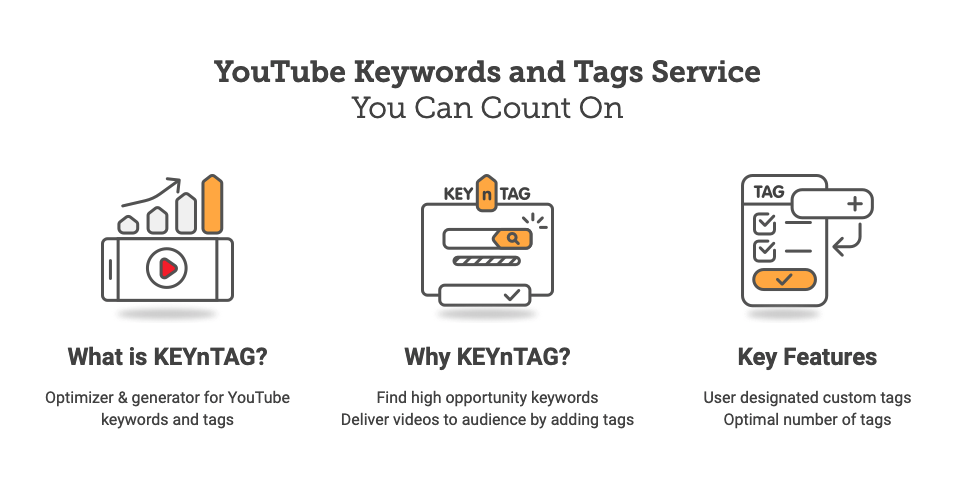 YouTube Keywords and Tags Service
You Can Count On
KEY n TAG
TAG
What is KEYnTAG?
Optimizer & generator for YouTube
keywords and tags
Why KEYnTAG?
Find high opportunity keywords
Deliver videos to audience by adding tags
Key Features
User designated custom tags
Optimal number of tags